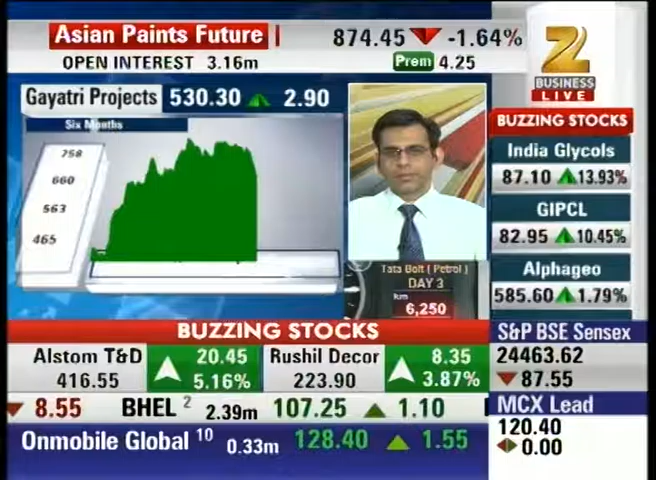 Asian Paints Future
874.45 -1.64%
OPEN INTEREST 3.16m
Prem 4.25
Z
BUSINESS
LIVE
Gayatri Projects 530.30 2.90
Six Months
758
660
563
465
Tata Bolt ( Petrol )
DAY 3
km
6,250
BUZZING STOCKS
India Glycols
87.10 13.93%
GIPCL
82.95 10.45%
Alphageo
585.60 1.79%
BUZZING STOCKS
Alstom T&D 20.45
416.55 5.16%
Rushil Decor 8.35
223.90 3.87%
S&P BSE Sensex
24463.62
87.55
MCX Lead
120.40
0.00
8.55 BHEL 2 2.39m 107.25 1.10
Onmobile Global 10 0.33m 128.40 1.55